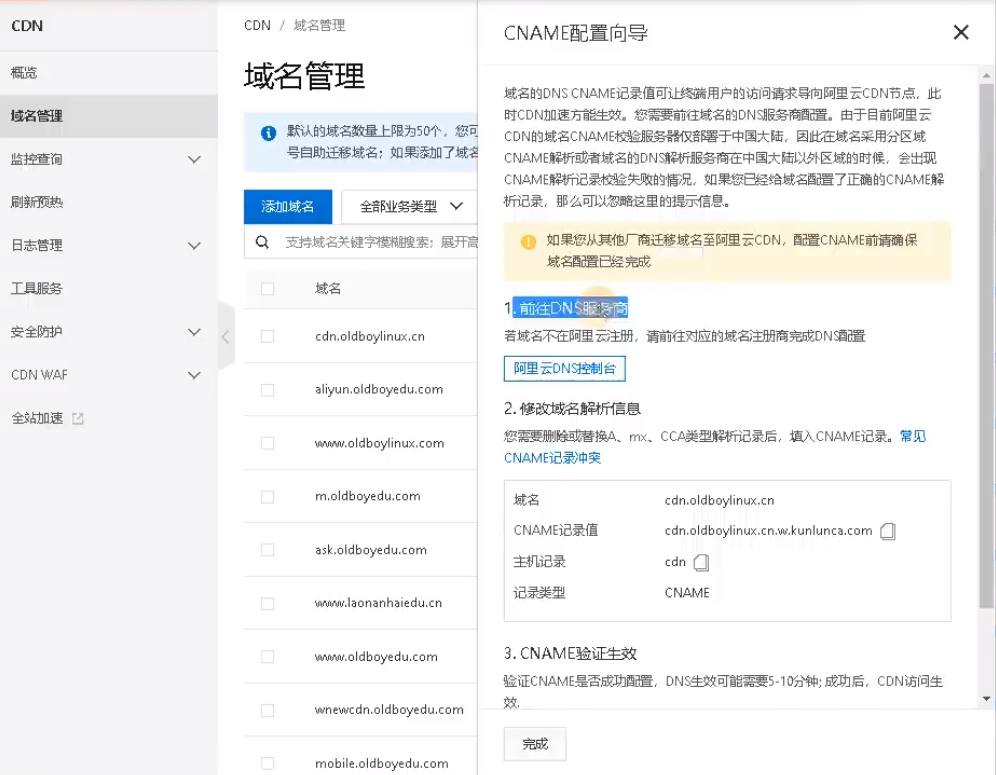 CDN
概览
域名管理
监控查询
刷新预热
日志管理
工具服务
安全防护
CDN WAF
全站加速
CDN / 域名管理
域名管理
默认的域名数量上限为50个，您可
号自助迁移域名；如果添加了域名
添加域名
全部业务类型
支持域名关键字模糊搜索；展开高
域名
cdn.oldboylinux.cn
aliyun.oldboyedu.com
www.oldboylinux.com
m.oldboyedu.com
ask.oldboyedu.com
www.laonanhaiedu.cn
www.oldboyedu.com
wnewcdn.oldboyedu.com
mobile.oldboyedu.com
CNAME配置向导
域名的DNS CNAME记录值可让终端用户的访问请求导向阿里云CDN节点，此
时CDN加速方能生效。您需要前往域名的DNS服务商配置。由于目前阿里云
CDN的域名CNAME校验服务器仅部署于中国大陆，因此在域名采用分区域
CNAME解析或者域名的DNS解析服务商在中国大陆以外区域的时候，会出现
CNAME解析记录校验失败的情况，如果您已经给域名配置了正确的CNAME解
析记录，那么可以忽略这里的提示信息。
如果您从其他厂商迁移域名至阿里云CDN，配置CNAME前请确保
域名配置已经完成
1. 前往DNS服务商
若域名不在阿里云注册，请前往对应的域名注册商完成DNS配置
阿里云DNS控制台
2. 修改域名解析信息
您需要删除或替换A、mx、CCA类型解析记录后，填入CNAME记录。常见
CNAME记录冲突
域名 cdn.oldboylinux.cn
CNAME记录值 cdn.oldboylinux.cn.w.kunlunca.com
主机记录 cdn
记录类型 CNAME
3. CNAME验证生效
验证CNAME是否成功配置，DNS生效可能需要5-10分钟; 成功后，CDN访问生
效.
完成